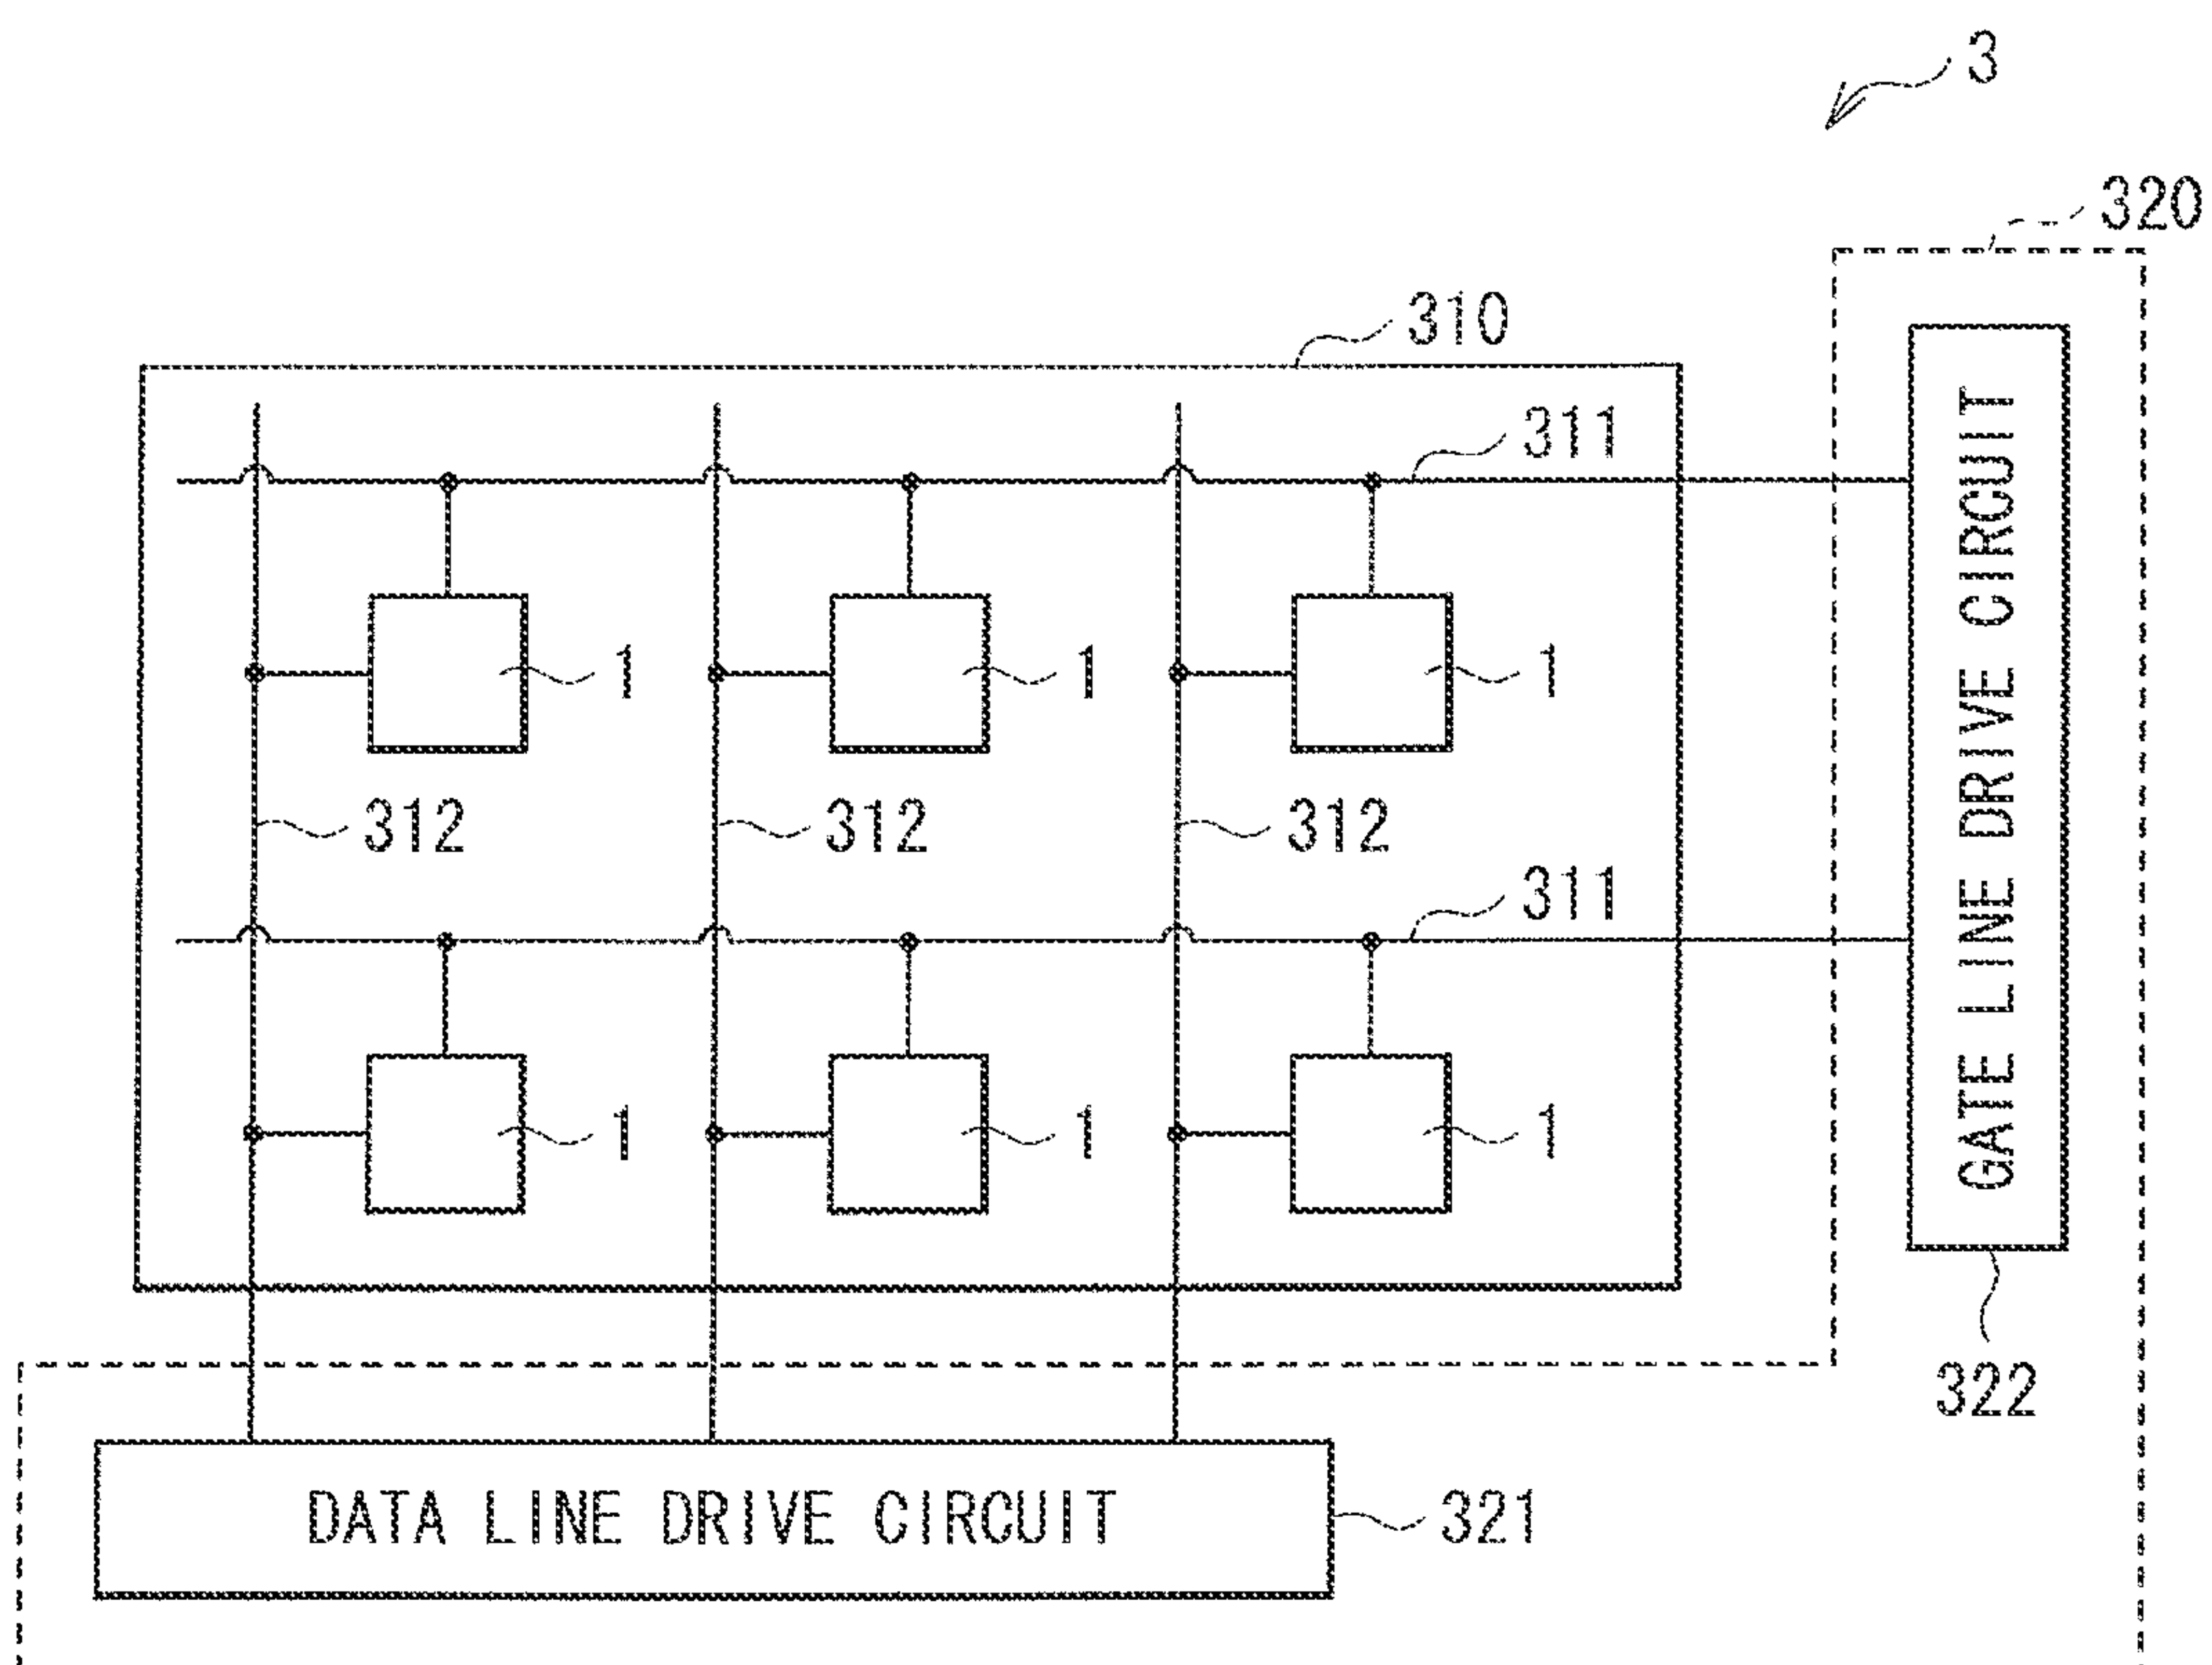 3
320
310
311
1 1 1
312 312 312
311
1 1 1
GATE LINE DRIVE CIRCUIT
322
DATA LINE DRIVE CIRCUIT
321